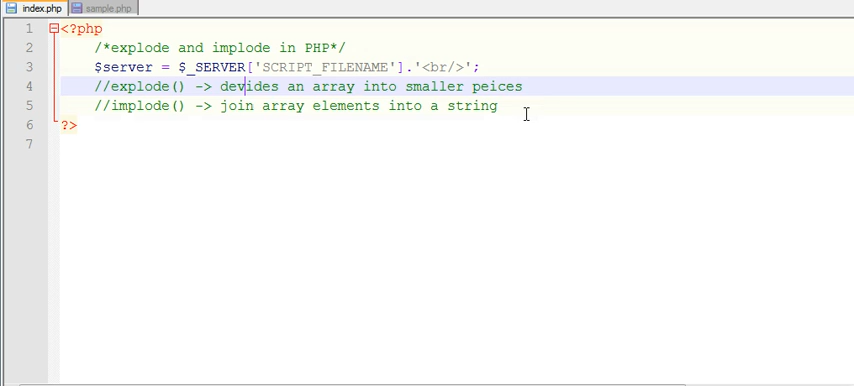 index.php sample.php
1 <?php
2 /*explode and implode in PHP*/
3 $server = $_SERVER['SCRIPT_FILENAME'].'<br/>';
4 //explode() -> devides an array into smaller peices
5 //implode() -> join array elements into a string
6 ?>
7